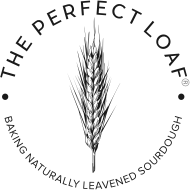 • THE PERFECT LOAF® •
BAKING NATURALLY LEAVENED SOURDOUGH